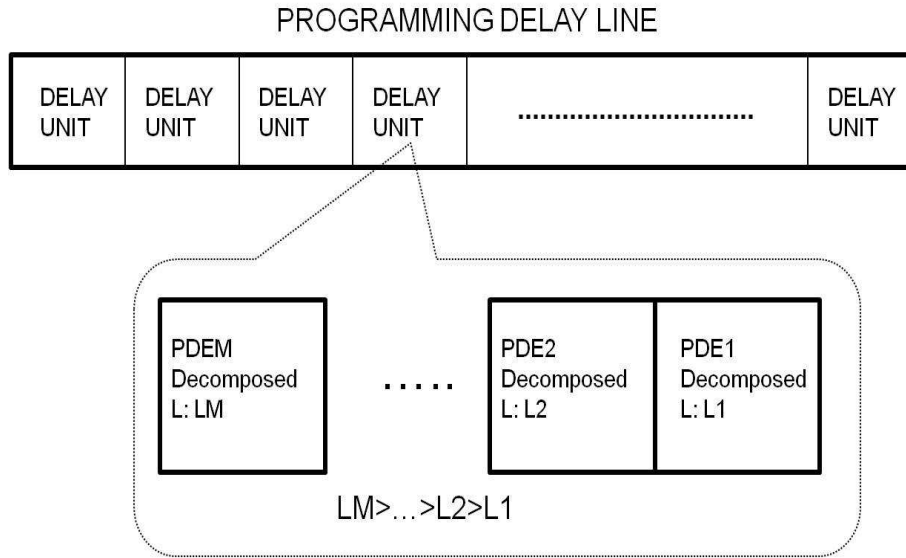 PROGRAMMING DELAY LINE
DELAY UNIT
DELAY UNIT
DELAY UNIT
DELAY UNIT
..................................
DELAY UNIT
PDEM
Decomposed
L: LM
.....
PDE2
Decomposed
L: L2
PDE1
Decomposed
L: L1
LM>...>L2>L1